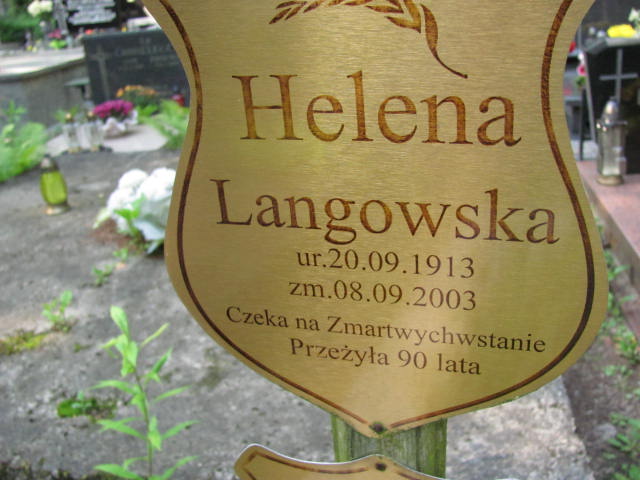 Helena
Langowska
ur.20.09.1913
zm.08.09.2003
Czeka na Zmartwychwstanie
Przeżyła 90 lata